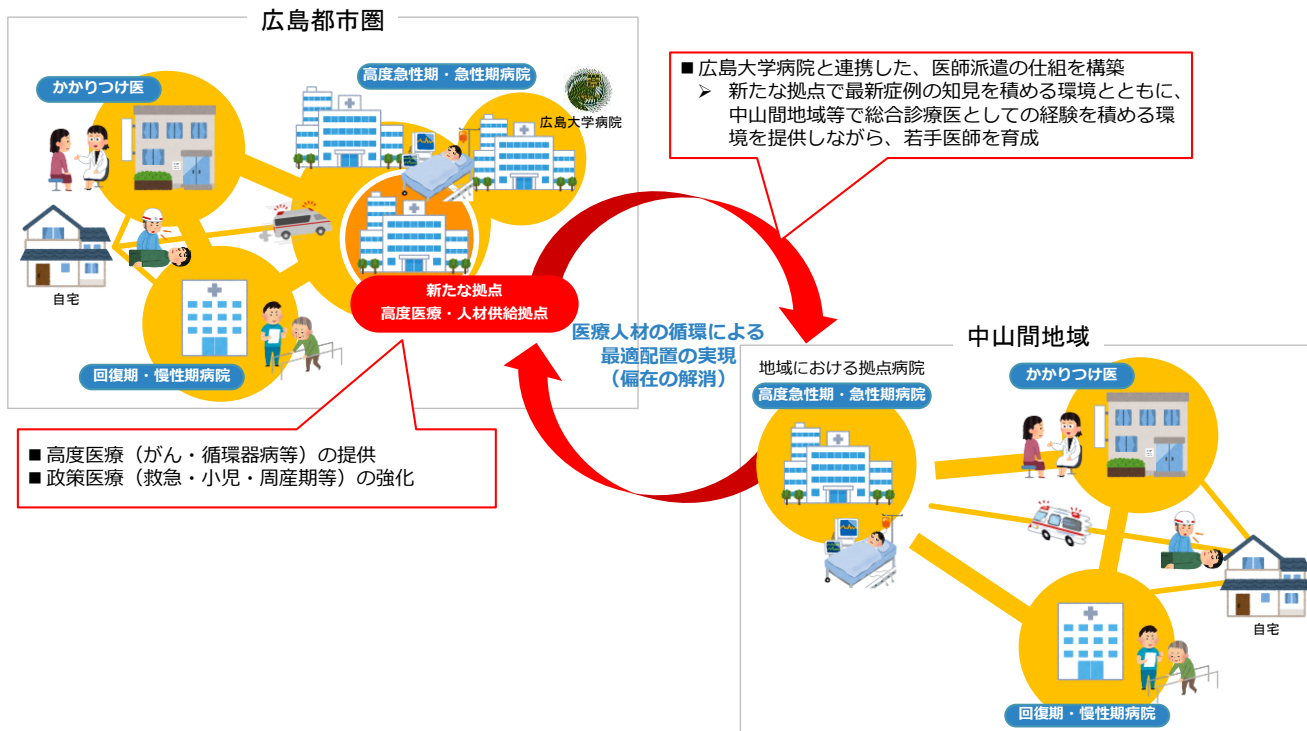 広島都市圏
かかりつけ医
高度急性期・急性期病院
広島大学病院
自宅
回復期・慢性期病院
新たな拠点
高度医療・人材供給拠点
■ 高度医療（がん・循環器病等）の提供
■ 政策医療（救急・小児・周産期等）の強化
■ 広島大学病院と連携した、医師派遣の仕組を構築
➢ 新たな拠点で最新症例の知見を積める環境とともに、
中山間地域等で総合診療医としての経験を積める環
境を提供しながら、若手医師を育成
医療人材の循環による
最適配置の実現
（偏在の解消）
中山間地域
地域における拠点病院
高度急性期・急性期病院
かかりつけ医
自宅
回復期・慢性期病院